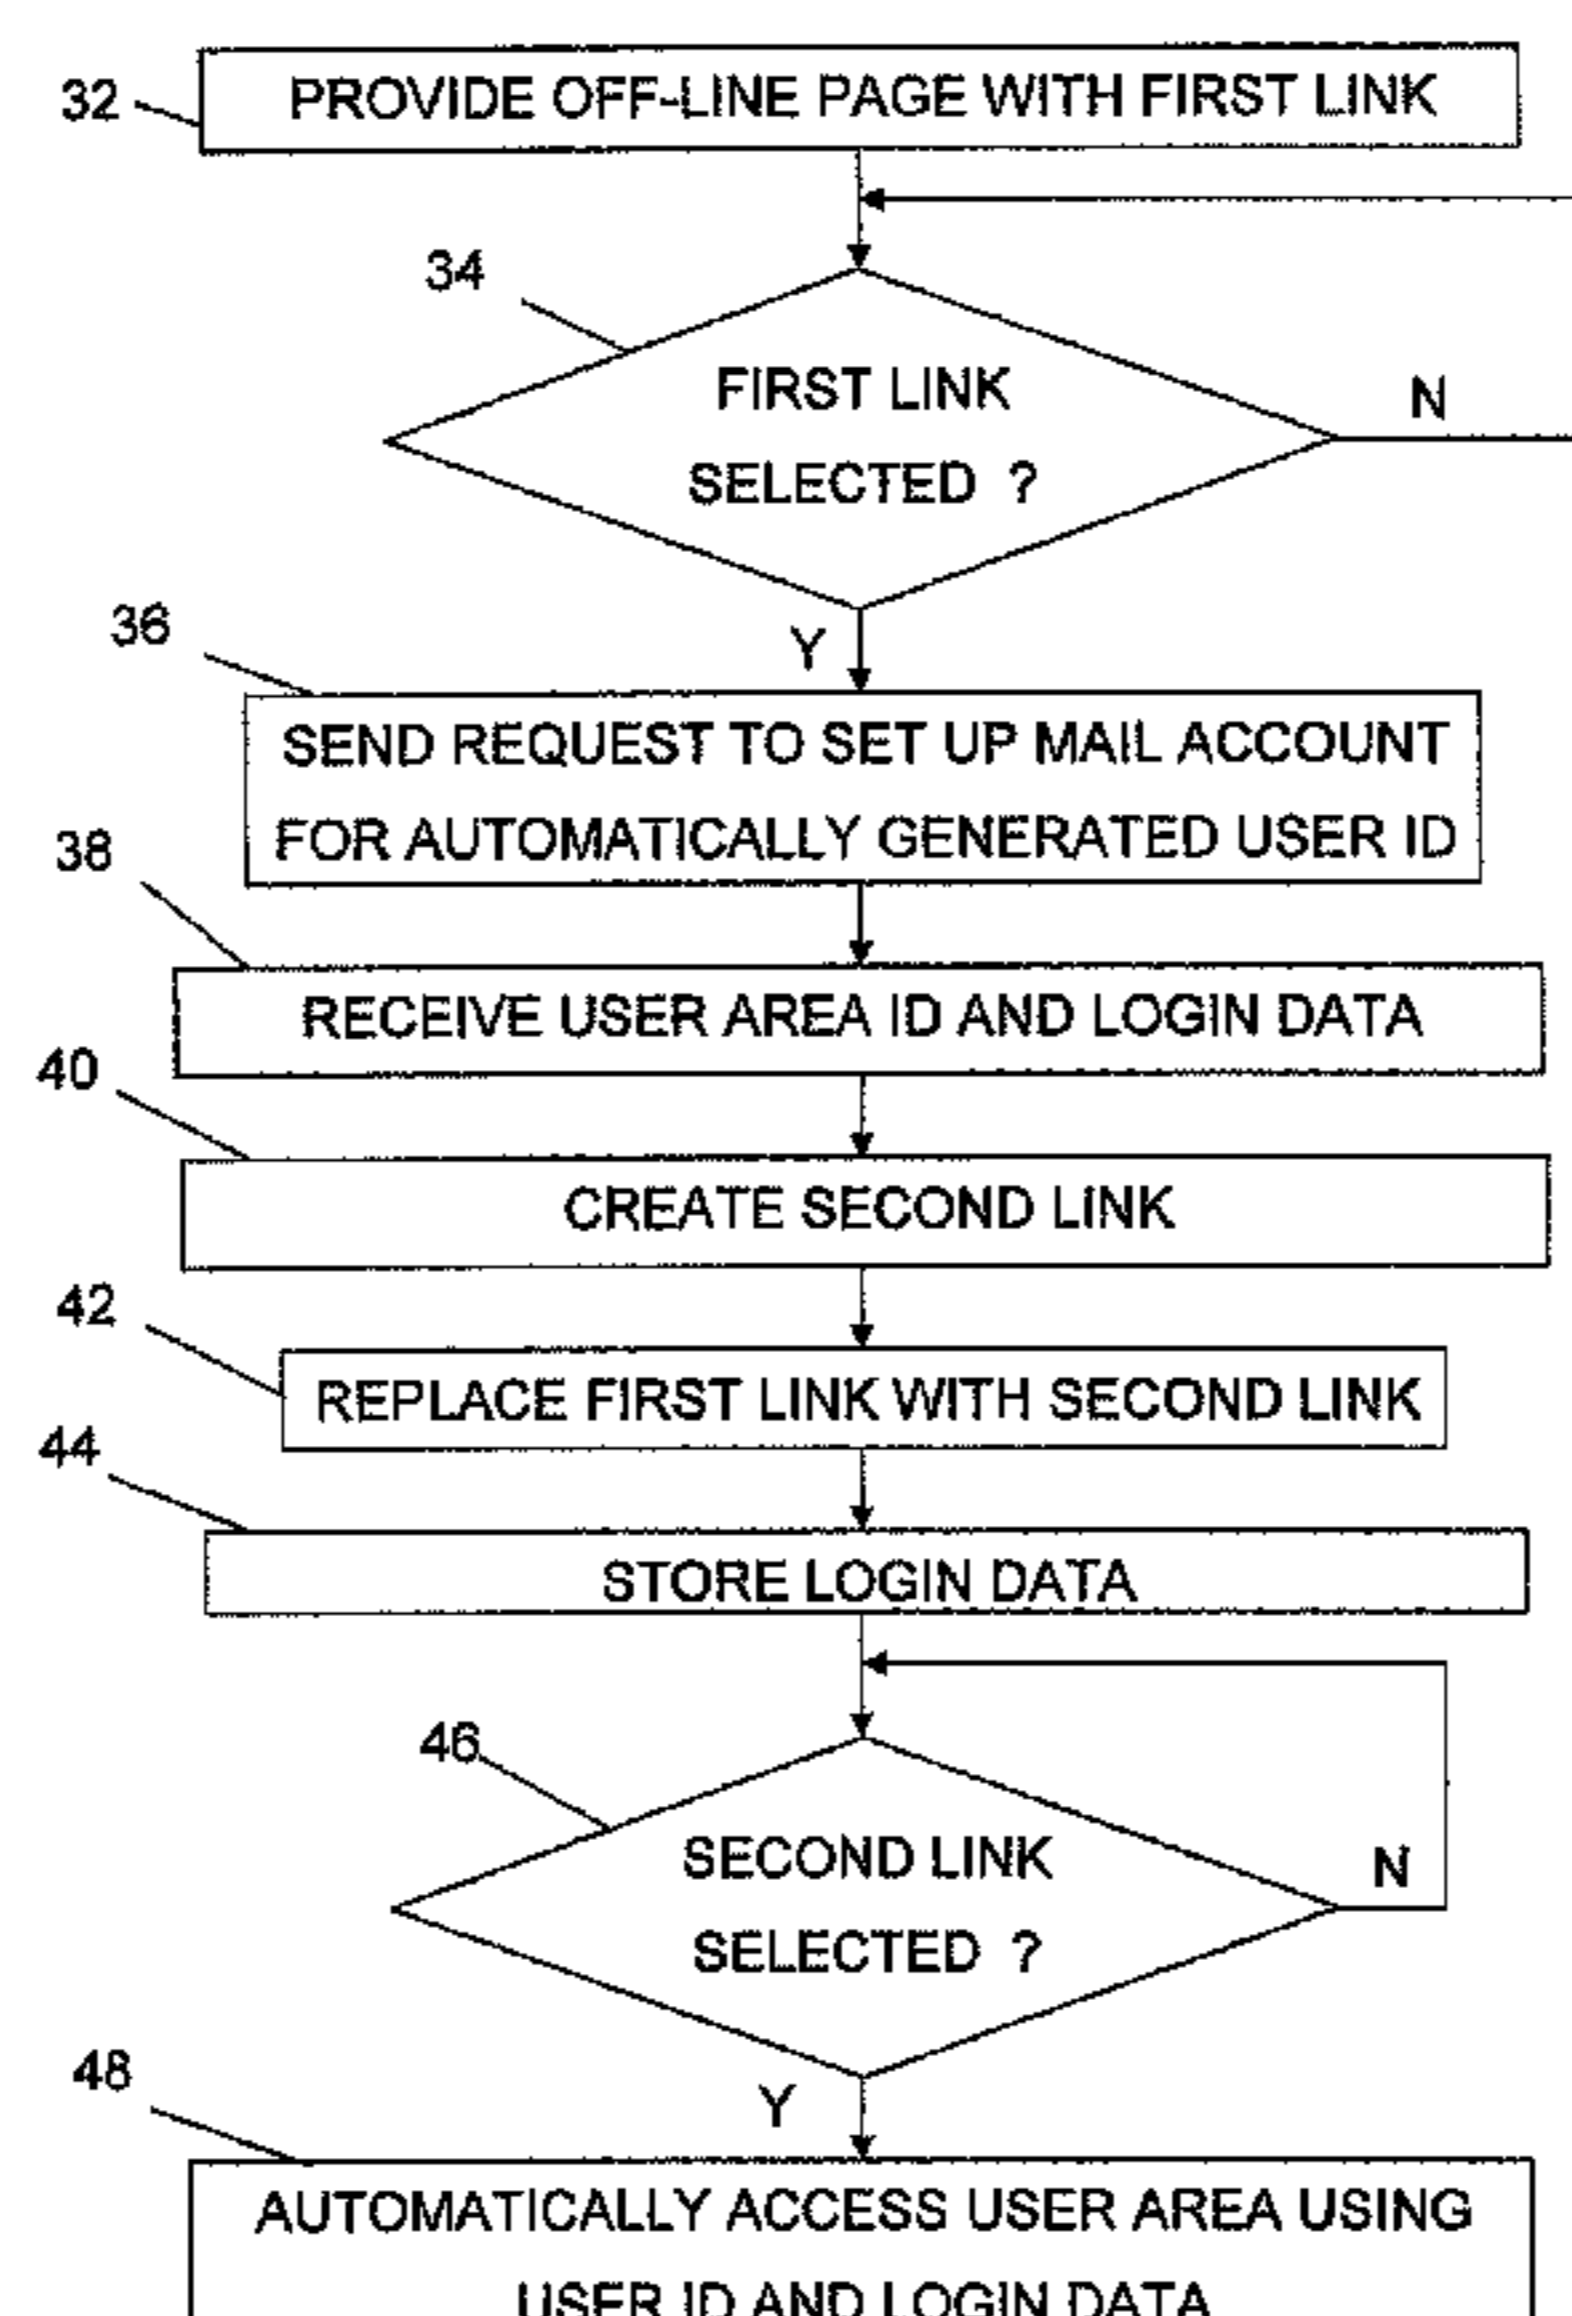 32
PROVIDE OFF-LINE PAGE WITH FIRST LINK
34
FIRST LINK
SELECTED ?
N
Y
36
SEND REQUEST TO SET UP MAIL ACCOUNT
FOR AUTOMATICALLY GENERATED USER ID
38
RECEIVE USER AREA ID AND LOGIN DATA
40
CREATE SECOND LINK
42
REPLACE FIRST LINK WITH SECOND LINK
44
STORE LOGIN DATA
46
SECOND LINK
SELECTED ?
N
Y
48
AUTOMATICALLY ACCESS USER AREA USING
USER ID AND LOGIN DATA